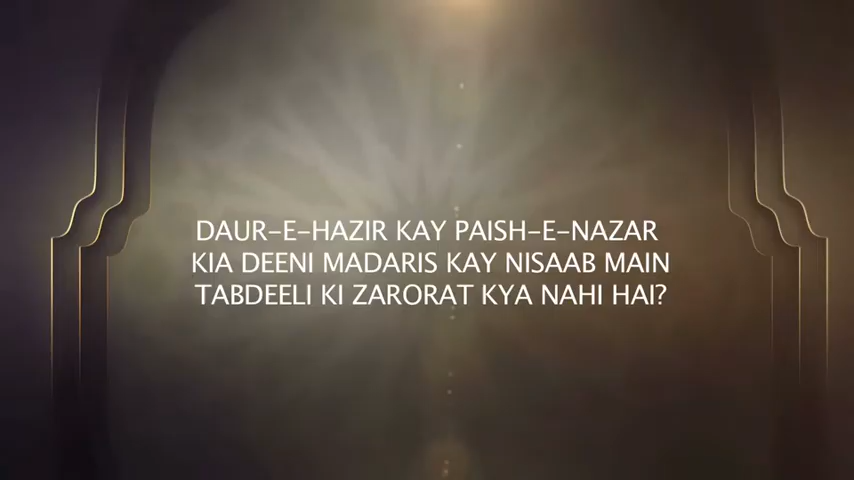 DAUR-E-HAZIR KAY PAISH-E-NAZAR
KIA DEENI MADARIS KAY NISAAB MAIN
TABDEELI KI ZARORAT KYA NAHI HAI?